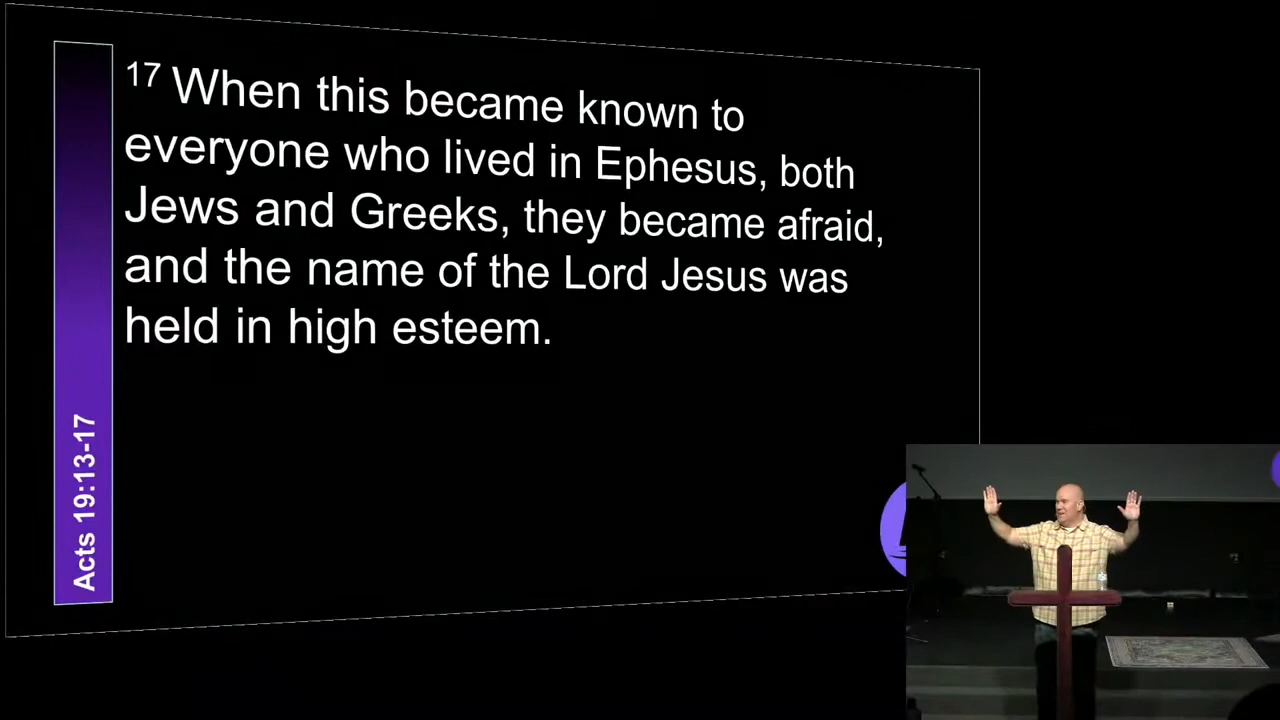 17 When this became known to
everyone who lived in Ephesus, both
Jews and Greeks, they became afraid,
and the name of the Lord Jesus was
held in high esteem.
Acts 19:13-17